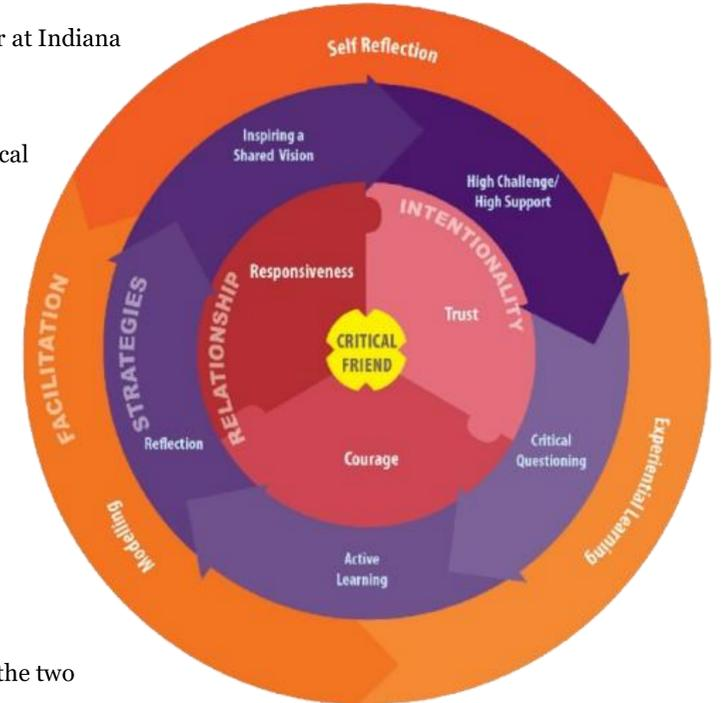 r at Indiana
cal
the two
Self Reflection
Inspiring a
Shared Vision
High Challenge/
High Support
INTENTIONALITY
Responsiveness
Trust
RELATIONSHIP
CRITICAL
FRIEND
STRATEGIES
FACILITATION
Reflection
Courage
Critical
Questioning
Experiential Learning
Modelling
Active
Learning